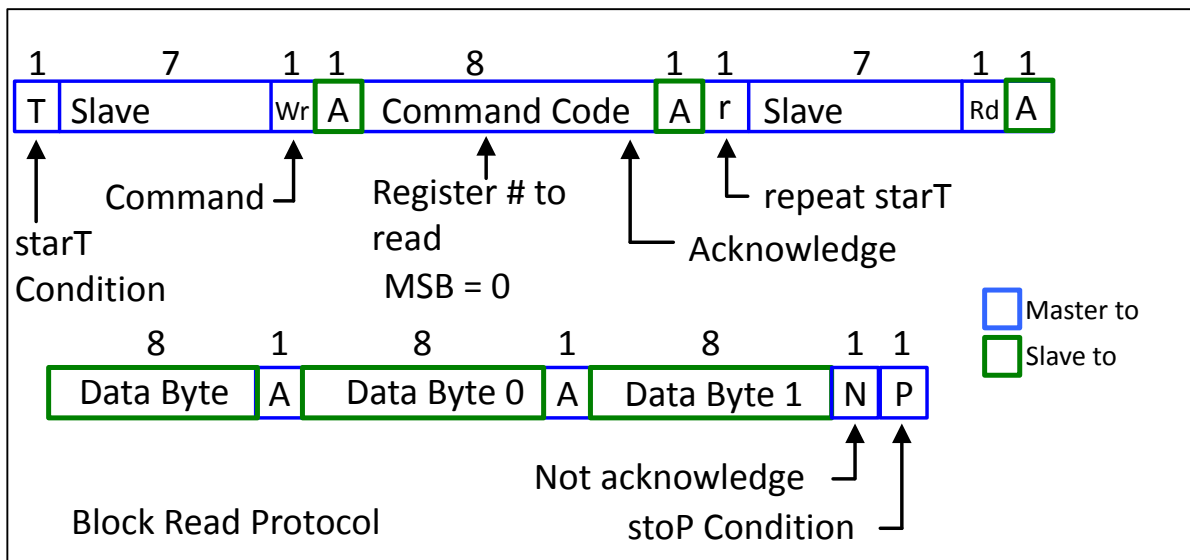 1 7 1 1 8 1 1 7 1 1
T Slave Wr A Command Code A r Slave Rd A
Command
Register # to
read
MSB = 0
repeat starT
Acknowledge
starT
Condition
Master to
Slave to
8 1 8 1 8 1 1
Data Byte A Data Byte 0 A Data Byte 1 N P
Not acknowledge
stoP Condition
Block Read Protocol